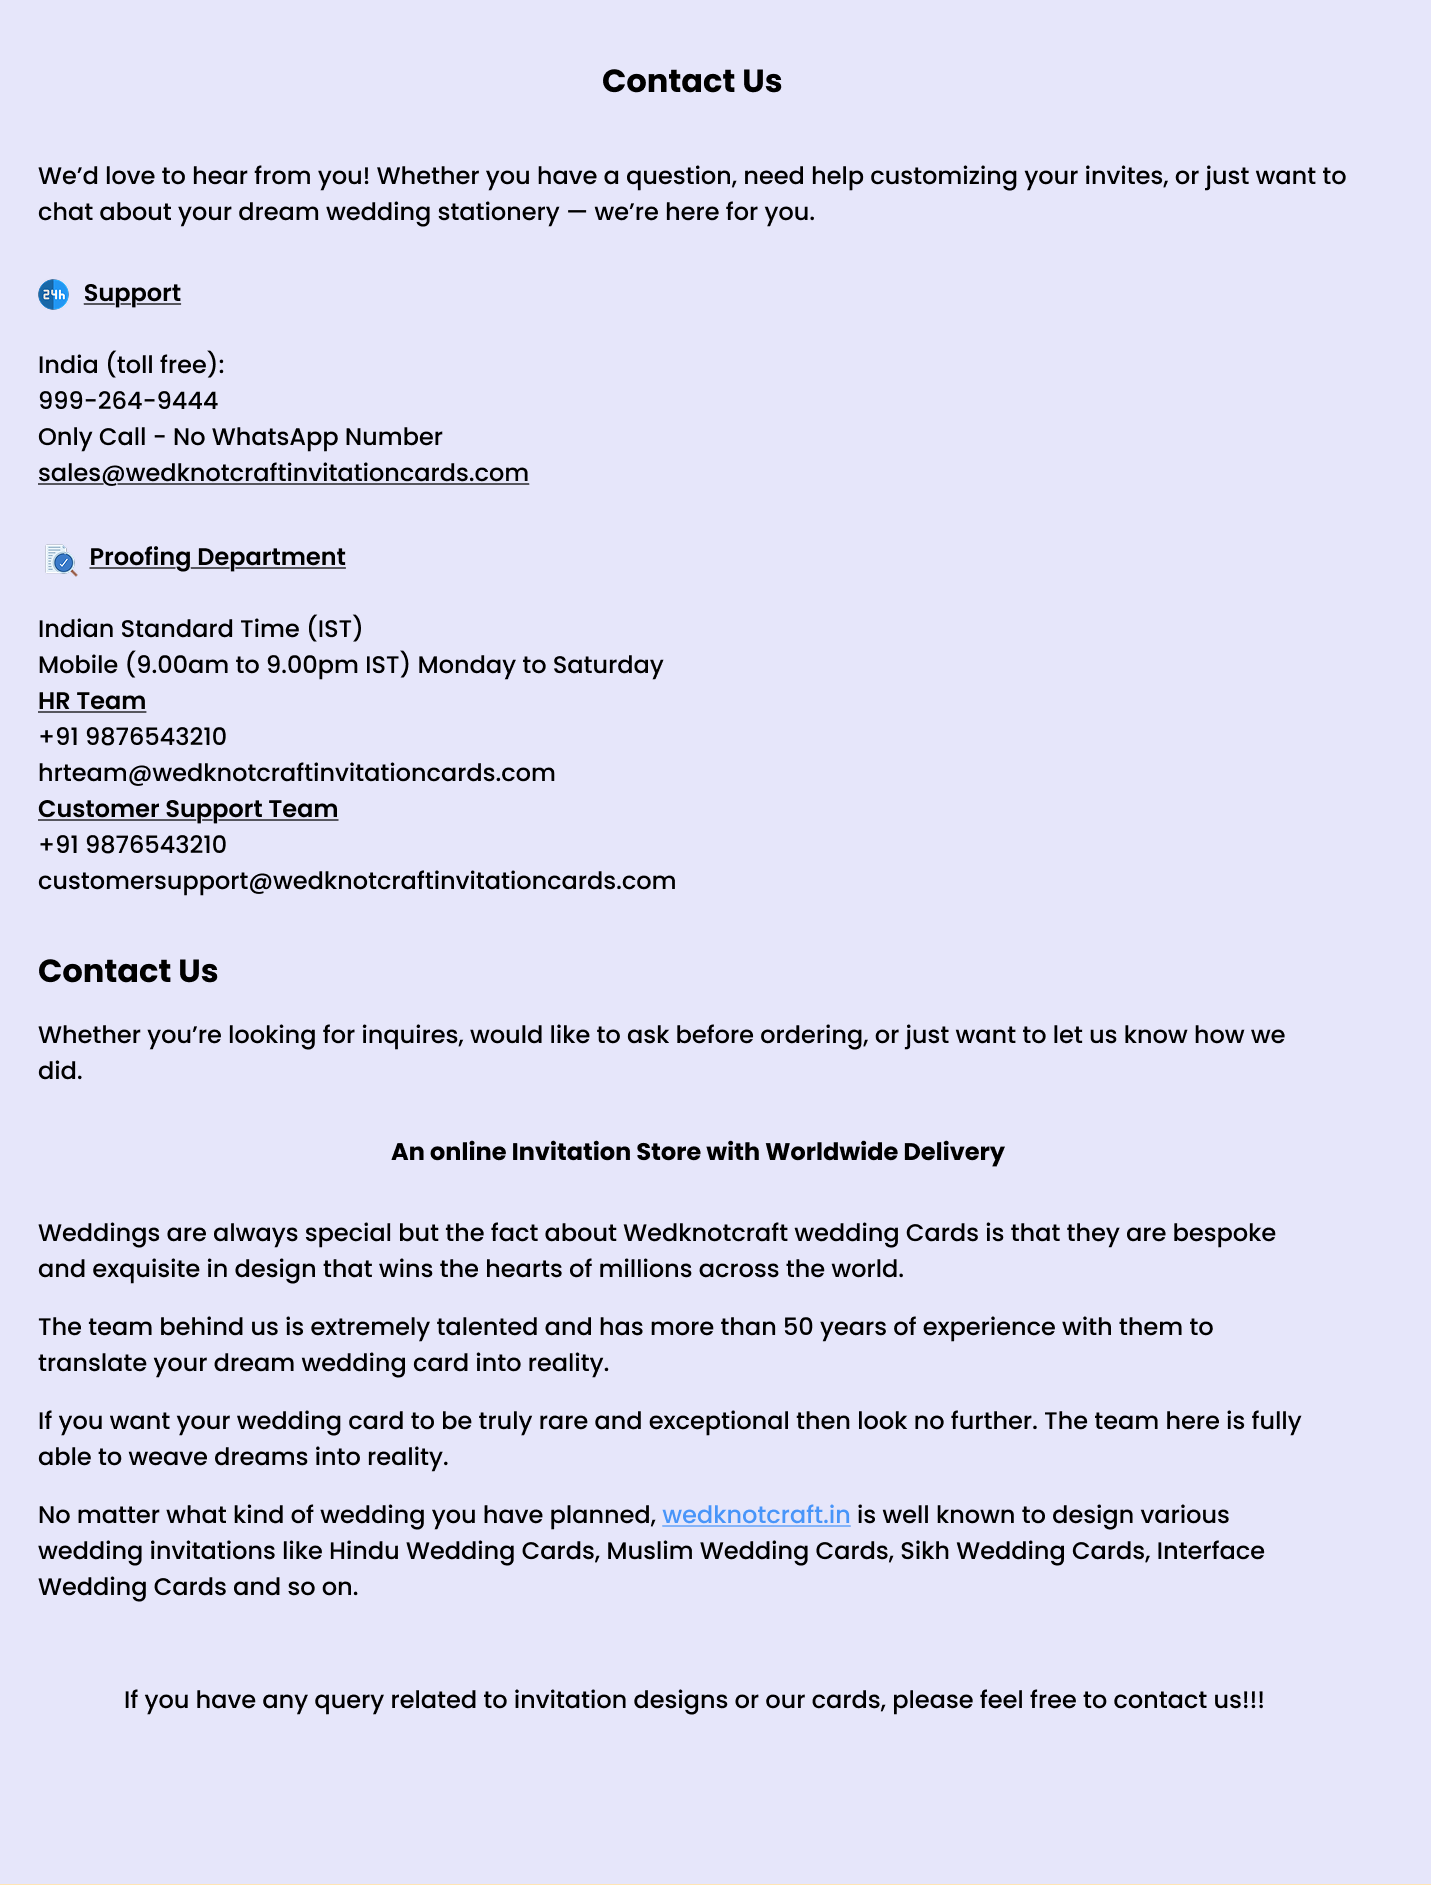 Contact Us
We’d love to hear from you! Whether you have a question, need help customizing your invites, or just want to
chat about your dream wedding stationery — we’re here for you.
24h Support
India (toll free):
999-264-9444
Only Call - No WhatsApp Number
sales@wedknotcraftinvitationcards.com
Proofing Department
Indian Standard Time (IST)
Mobile (9.00am to 9.00pm IST) Monday to Saturday
HR Team
+91 9876543210
hrteam@wedknotcraftinvitationcards.com
Customer Support Team
+91 9876543210
customersupport@wedknotcraftinvitationcards.com
Contact Us
Whether you’re looking for inquires, would like to ask before ordering, or just want to let us know how we
did.
An online Invitation Store with Worldwide Delivery
Weddings are always special but the fact about Wedknotcraft wedding Cards is that they are bespoke
and exquisite in design that wins the hearts of millions across the world.
The team behind us is extremely talented and has more than 50 years of experience with them to
translate your dream wedding card into reality.
If you want your wedding card to be truly rare and exceptional then look no further. The team here is fully
able to weave dreams into reality.
No matter what kind of wedding you have planned, wedknotcraft.in is well known to design various
wedding invitations like Hindu Wedding Cards, Muslim Wedding Cards, Sikh Wedding Cards, Interface
Wedding Cards and so on.
If you have any query related to invitation designs or our cards, please feel free to contact us!!!